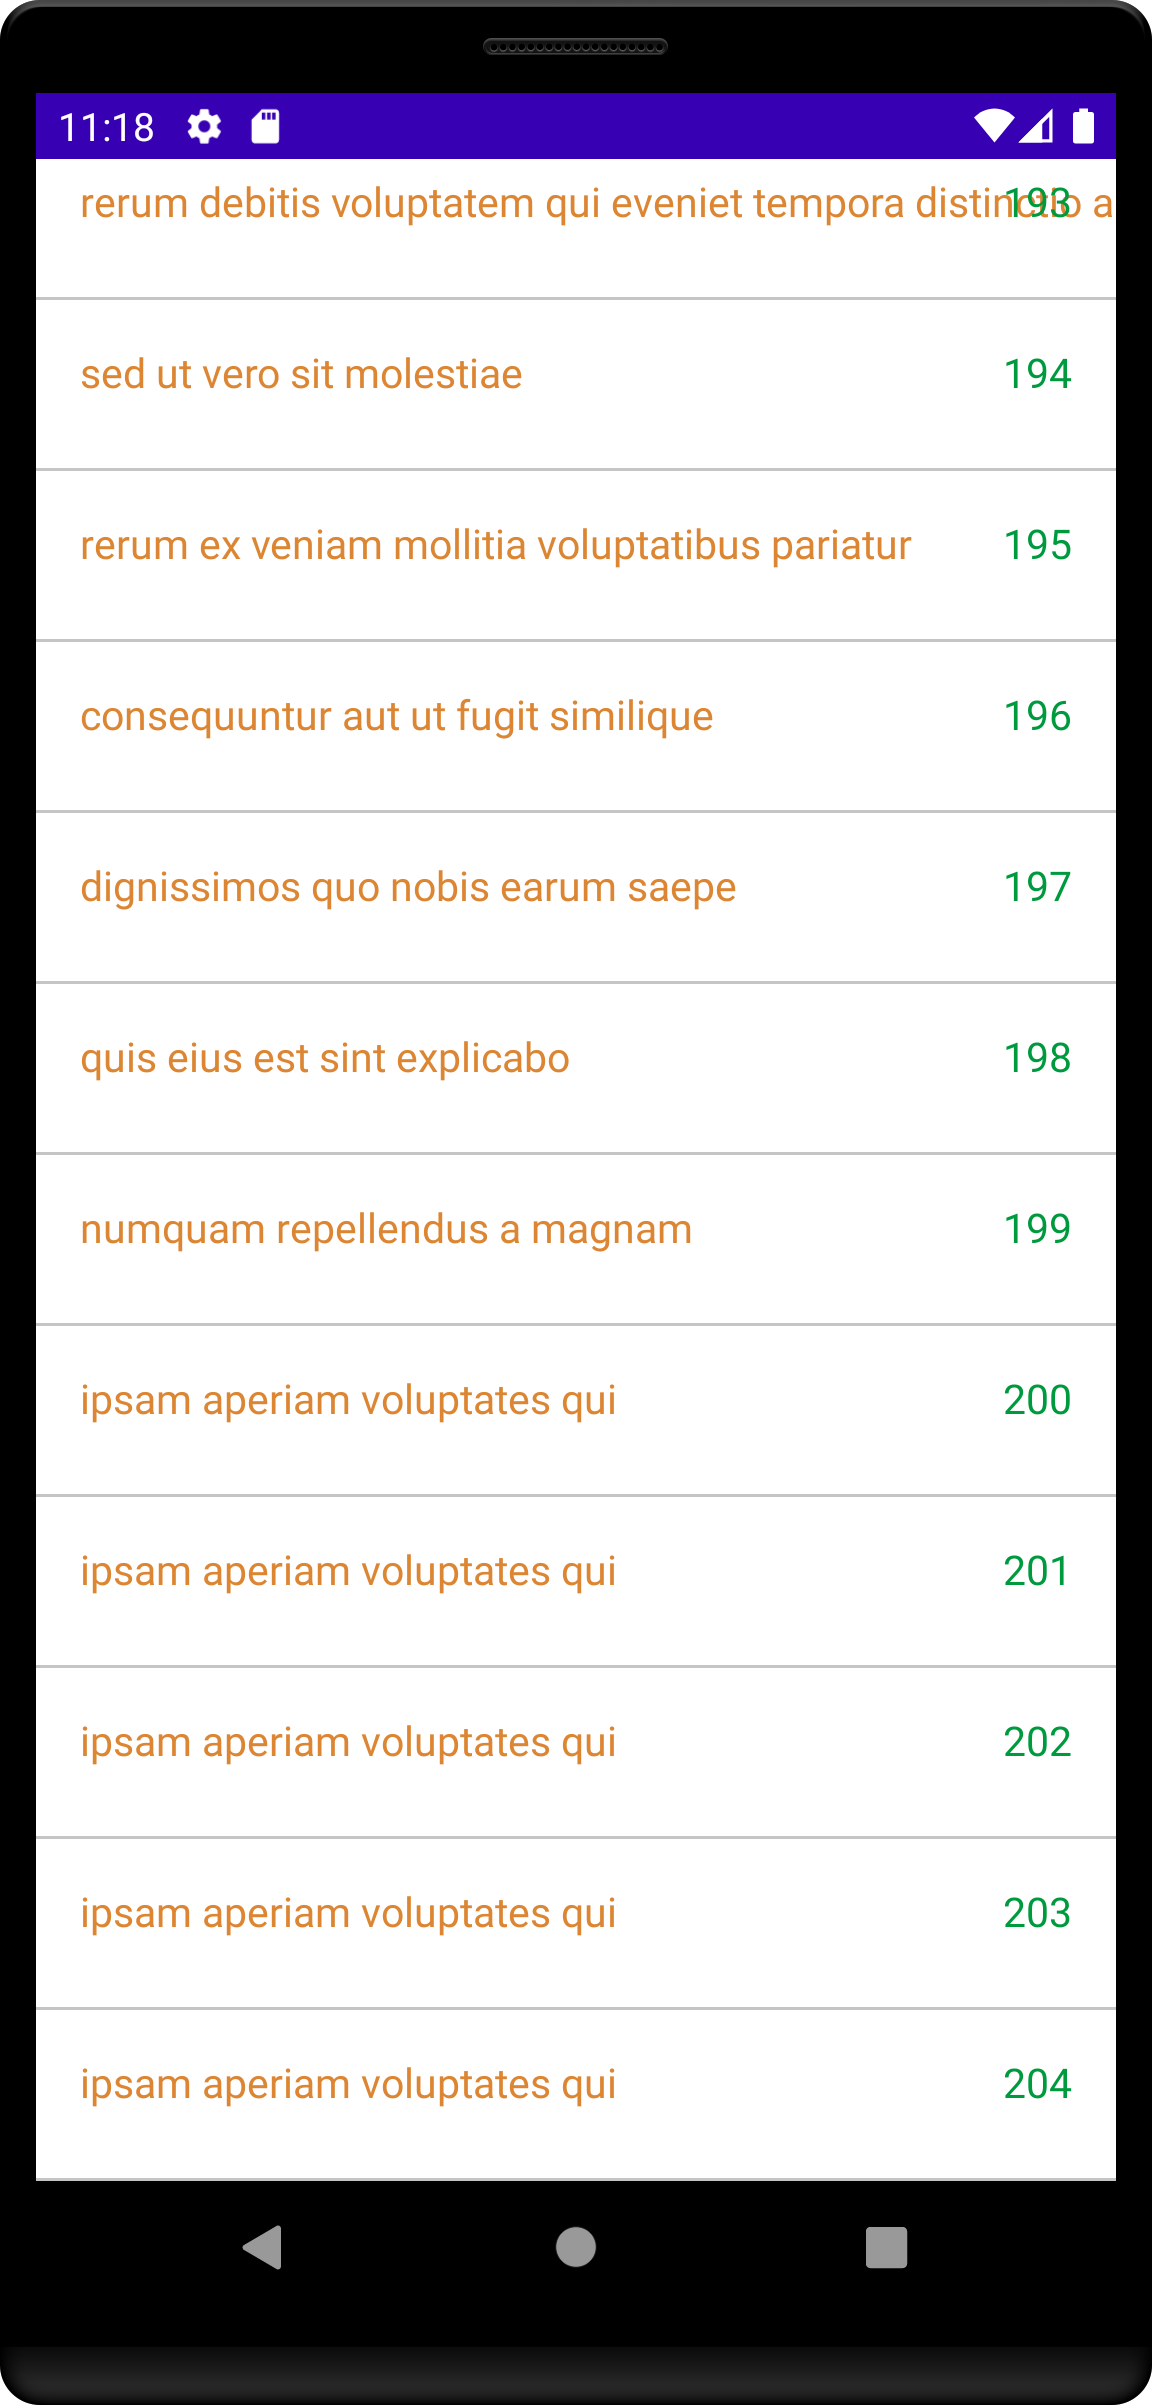 11:18
rerum debitis voluptatem qui eveniet tempora distinctio a 193
sed ut vero sit molestiae 194
rerum ex veniam mollitia voluptatibus pariatur 195
consequuntur aut ut fugit similique 196
dignissimos quo nobis earum saepe 197
quis eius est sint explicabo 198
numquam repellendus a magnam 199
ipsam aperiam voluptates qui 200
ipsam aperiam voluptates qui 201
ipsam aperiam voluptates qui 202
ipsam aperiam voluptates qui 203
ipsam aperiam voluptates qui 204